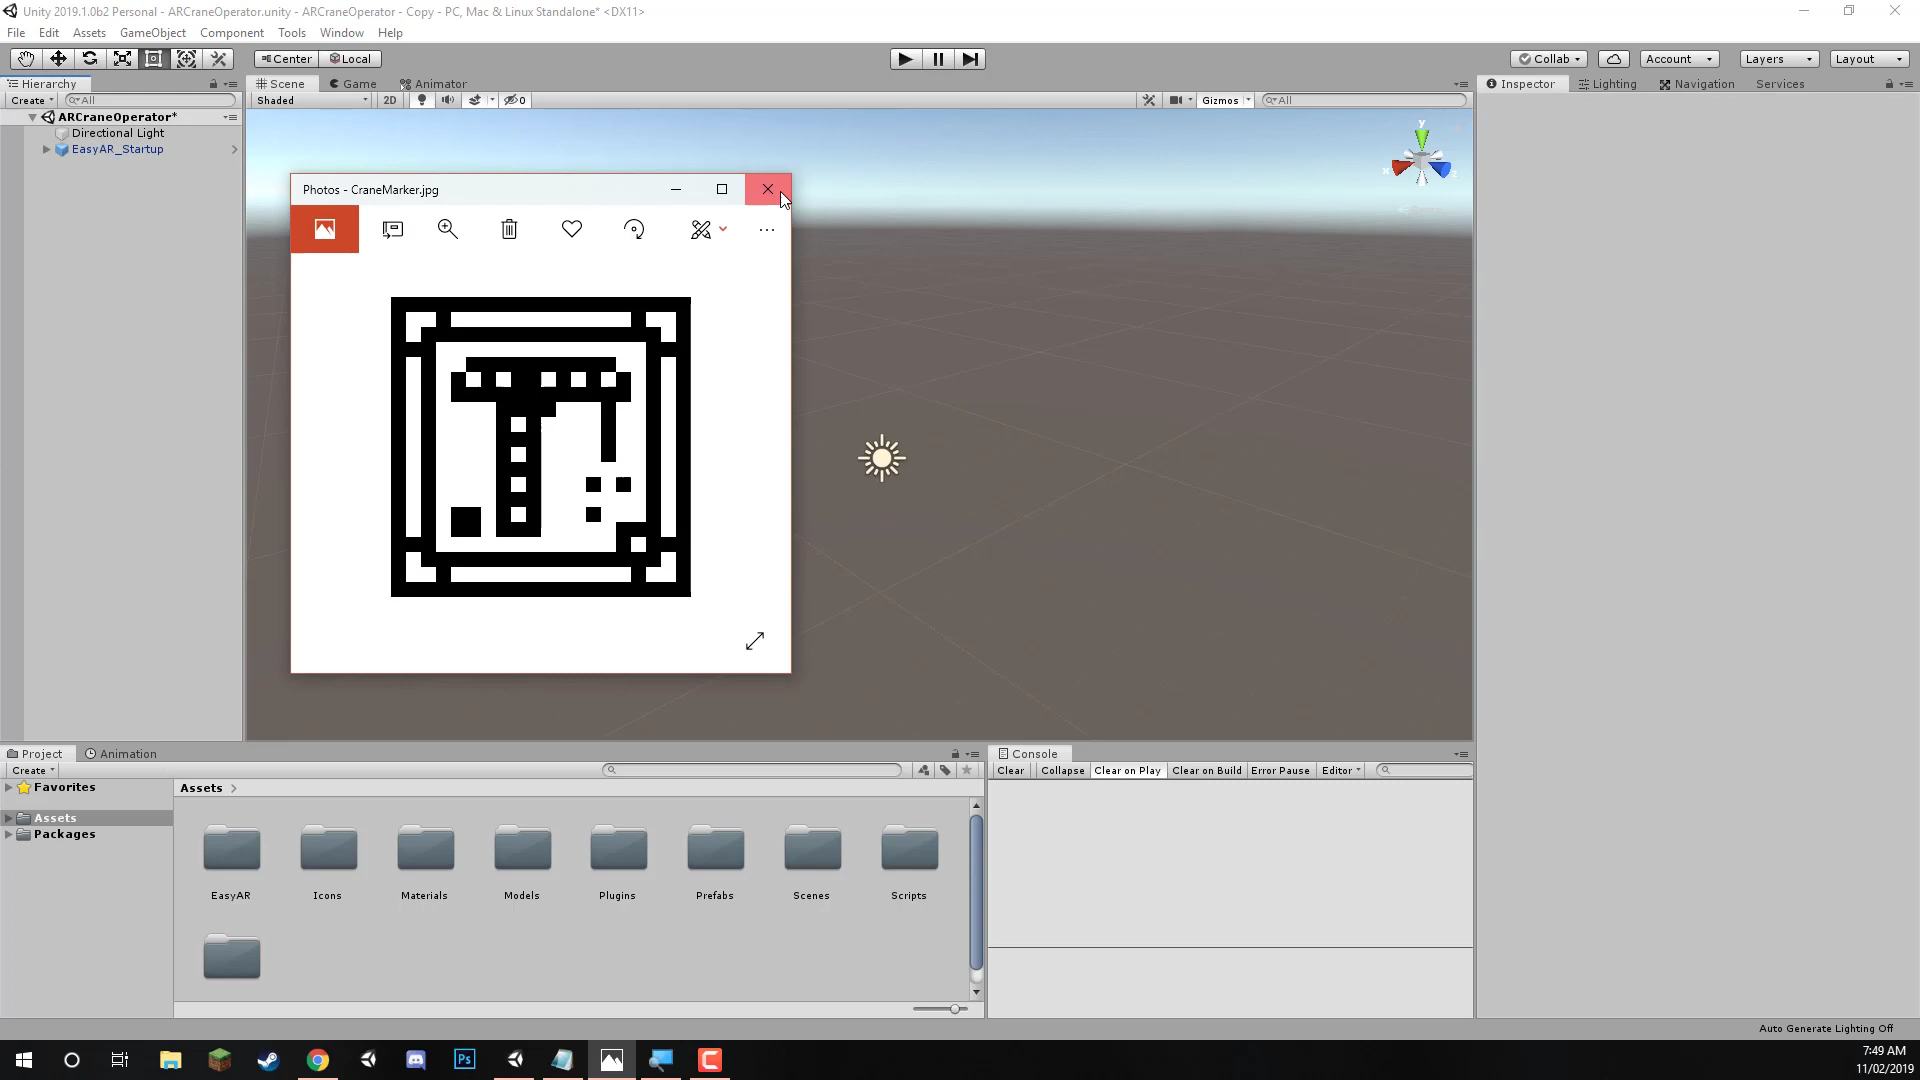 Unity 2019.1.0b2 Personal - ARCraneOperator.unity - ARCraneOperator - Copy - PC, Mac & Linux Standalone* <DX11>
File Edit Assets GameObject Component Tools Window Help
Center Local Collab Account Layers Layout
Hierarchy Scene Game Animator Inspector Lighting Navigation Services
Create All Shaded 2D 0 Gizmos All
ARCraneOperator*
Directional Light
EasyAR_Startup
y
x
z
Photos - CraneMarker.jpg
Project Animation Console
Create Clear Collapse Clear on Play Clear on Build Error Pause Editor
Favorites
Assets
Assets
Packages
EasyAR Icons Materials Models Plugins Prefabs Scenes Scripts
Auto Generate Lighting Off
Ps
7:49 AM
11/02/2019